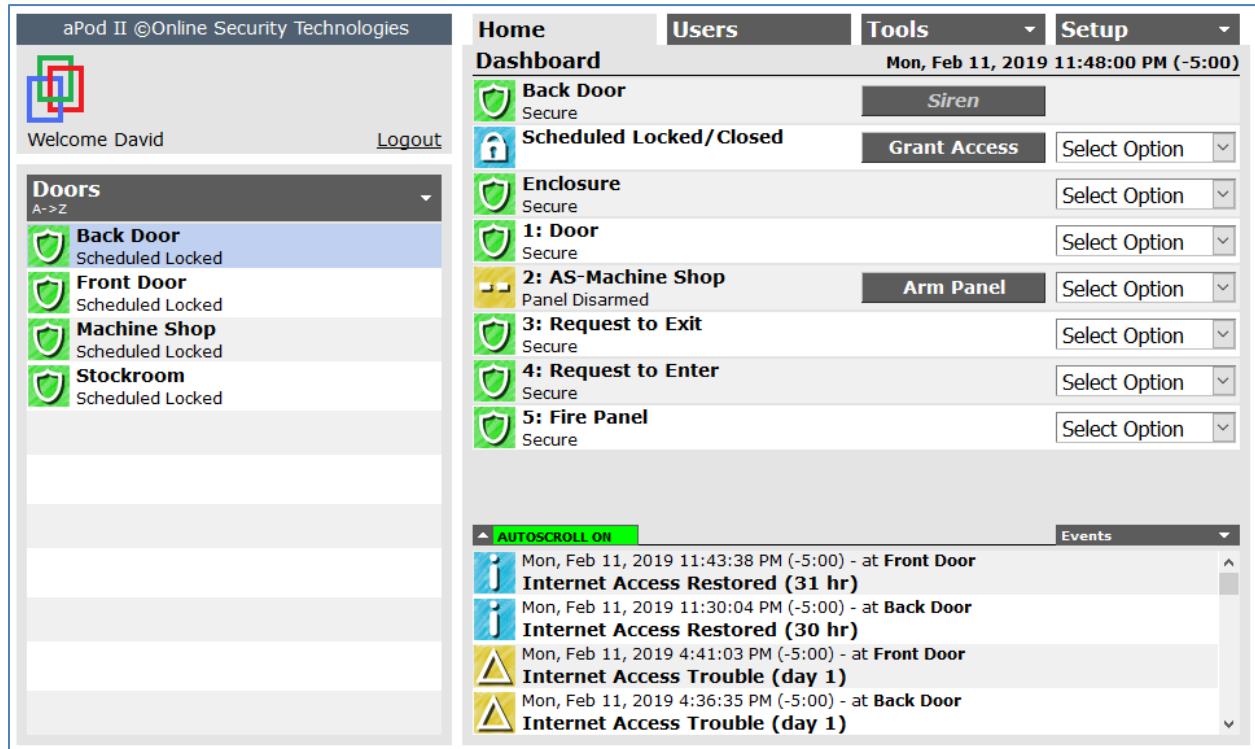 aPod II ©Online Security Technologies
Welcome David Logout
Doors
A->Z
Back Door
Scheduled Locked
Front Door
Scheduled Locked
Machine Shop
Scheduled Locked
Stockroom
Scheduled Locked
Home Users Tools Setup
Dashboard Mon, Feb 11, 2019 11:48:00 PM (-5:00)
Back Door
Secure
Siren
Scheduled Locked/Closed
Grant Access Select Option
Enclosure
Secure
Select Option
1: Door
Secure
Select Option
2: AS-Machine Shop
Panel Disarmed
Arm Panel Select Option
3: Request to Exit
Secure
Select Option
4: Request to Enter
Secure
Select Option
5: Fire Panel
Secure
Select Option
AUTOSCROLL ON Events
Mon, Feb 11, 2019 11:43:38 PM (-5:00) - at Front Door
Internet Access Restored (31 hr)
Mon, Feb 11, 2019 11:30:04 PM (-5:00) - at Back Door
Internet Access Restored (30 hr)
Mon, Feb 11, 2019 4:41:03 PM (-5:00) - at Front Door
Internet Access Trouble (day 1)
Mon, Feb 11, 2019 4:36:35 PM (-5:00) - at Back Door
Internet Access Trouble (day 1)